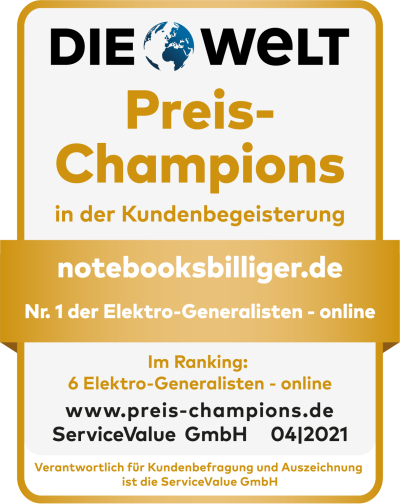 DIE WELT
Preis-
Champions
in der Kundenbegeisterung
notebooksbilliger.de
Nr. 1 der Elektro-Generalisten - online
Im Ranking:
6 Elektro-Generalisten - online
www.preis-champions.de
ServiceValue GmbH 04|2021
Verantwortlich für Kundenbefragung und Auszeichnung
ist die ServiceValue GmbH